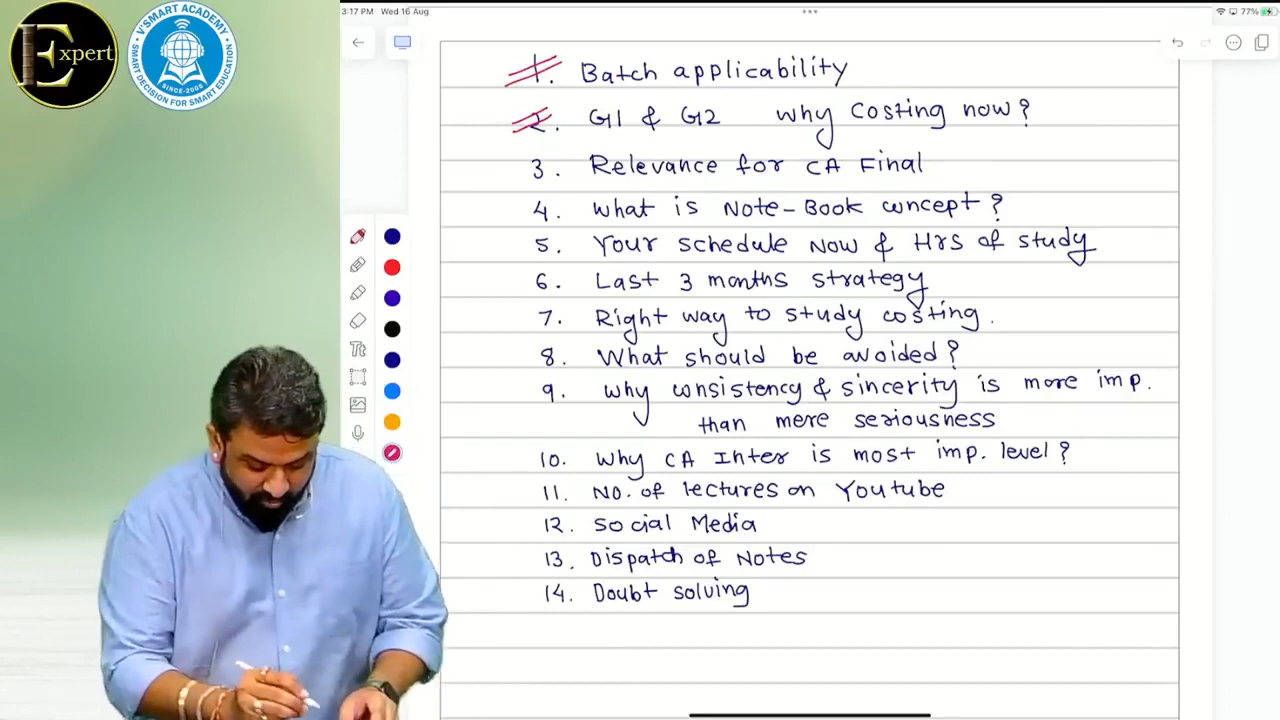 3:17 PM Wed 16 Aug
77%
Expert
V'SMART ACADEMY
SINCE-2005
SMART DECISION FOR SMART EDUCATION
1. Batch applicability
2. G1 & G2 Why Costing now?
3. Relevance for CA Final
4. What is Note-Book concept?
5. Your schedule Now & Hrs of study
6. Last 3 months strategy
7. Right way to study costing.
8. What should be avoided?
9. Why consistency & sincerity is more imp.
than mere seriousness
10. Why CA Inter is most imp. level?
11. No. of lectures on Youtube
12. Social Media
13. Dispatch of Notes
14. Doubt solving
Tt